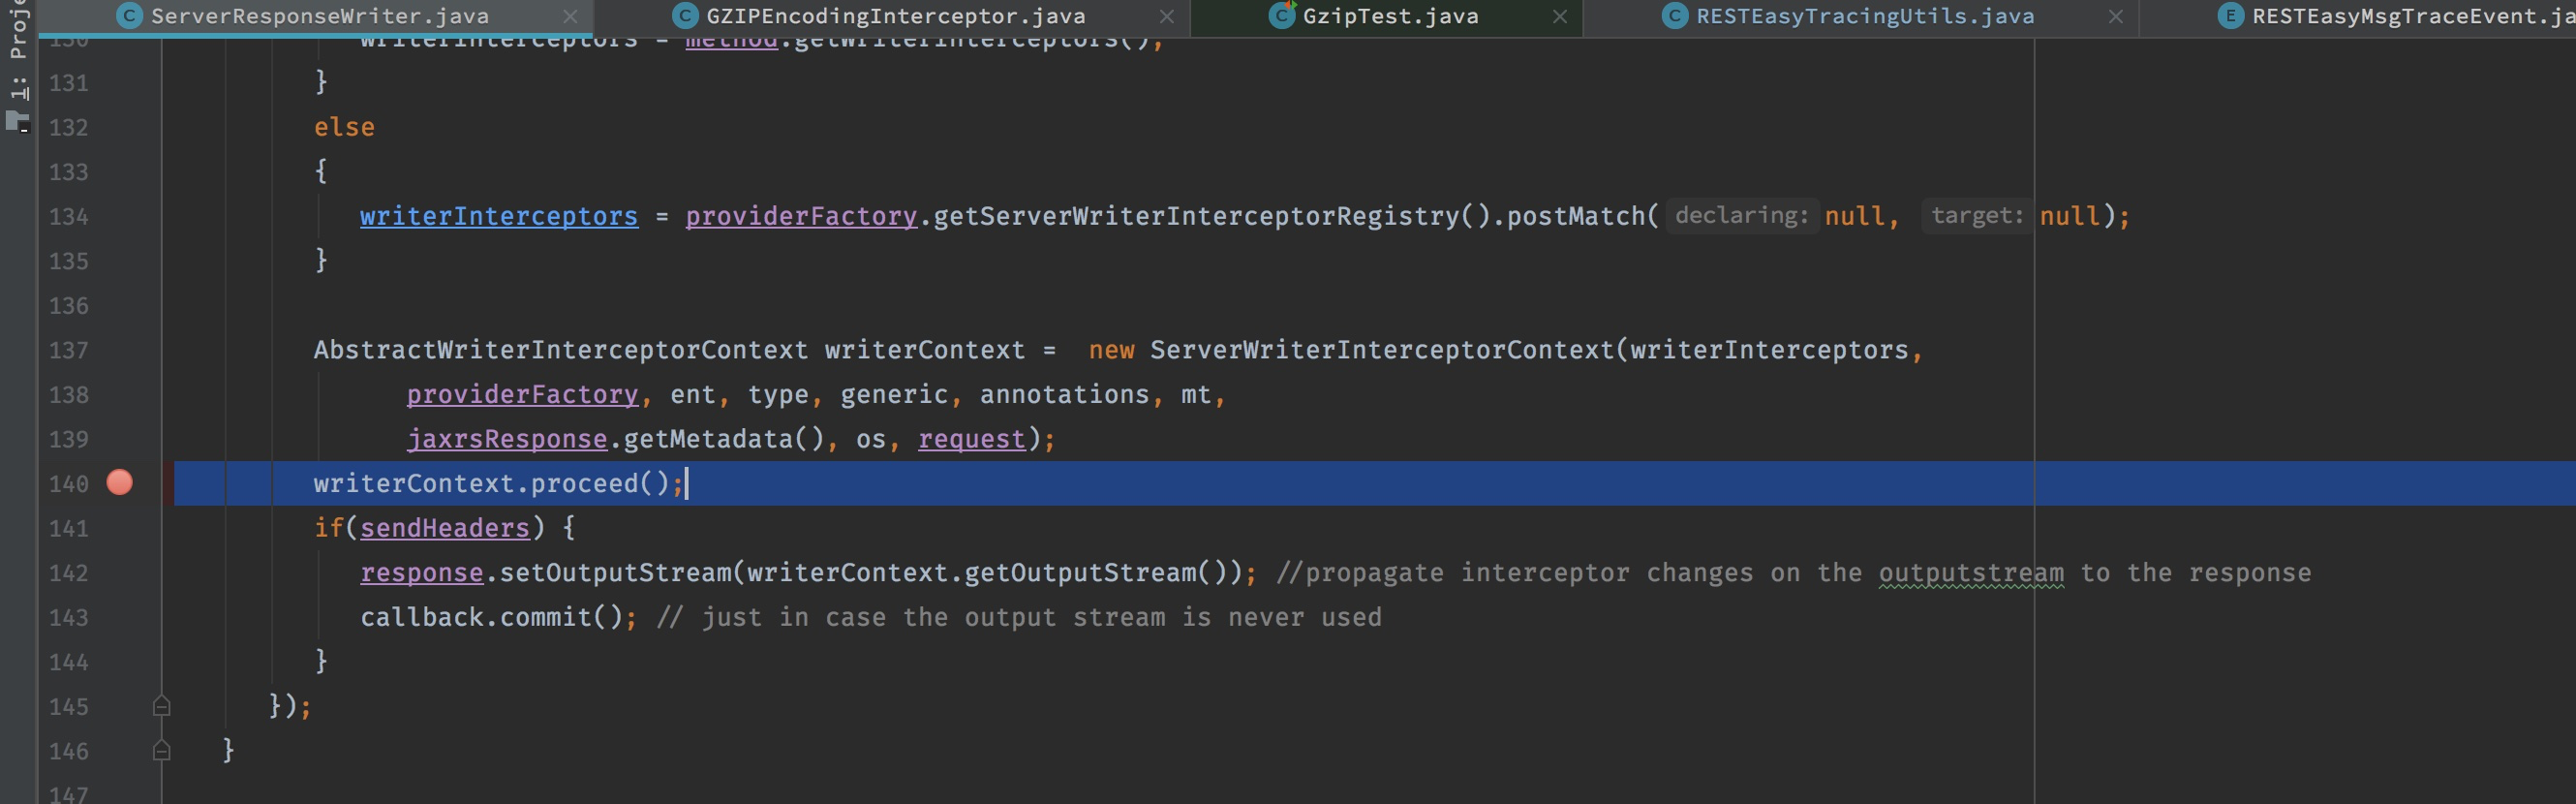 ServerResponseWriter.java GZIPEncodingInterceptor.java GzipTest.java RESTEasyTracingUtils.java RESTEasyMsgTraceEvent.ja
1: Proje
130 writerInterceptors = method.getWriterInterceptors();
131 }
132 else
133 {
134 writerInterceptors = providerFactory.getServerWriterInterceptorRegistry().postMatch( declaring: null, target: null);
135 }
136
137 AbstractWriterInterceptorContext writerContext =  new ServerWriterInterceptorContext(writerInterceptors,
138 providerFactory, ent, type, generic, annotations, mt,
139 jaxrsResponse.getMetadata(), os, request);
140 writerContext.proceed();
141 if(sendHeaders) {
142 response.setOutputStream(writerContext.getOutputStream()); //propagate interceptor changes on the outputstream to the response
143 callback.commit(); // just in case the output stream is never used
144 }
145 });
146 }
147